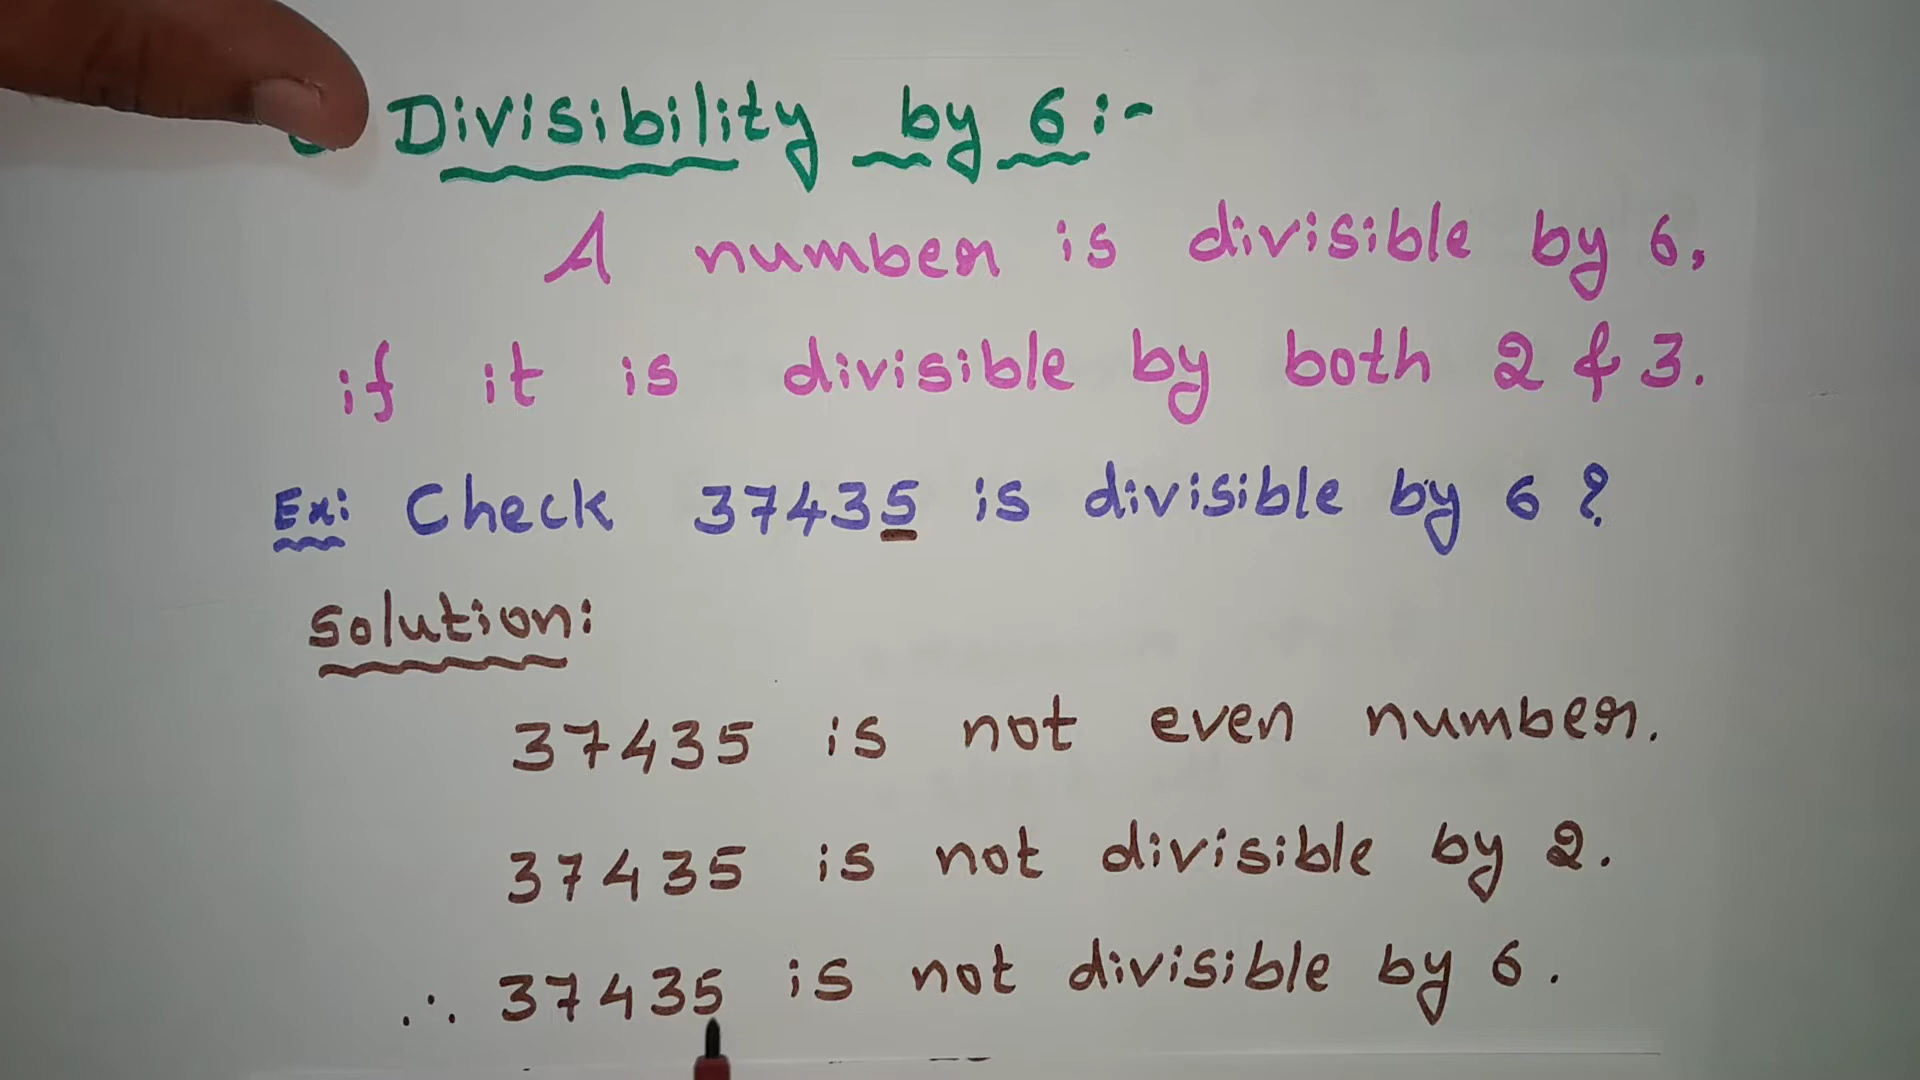 Divisibility by 6:-
A number is divisible by 6,
if it is divisible by both 2 & 3.
Ex: Check 37435 is divisible by 6?
Solution:
37435 is not even number.
37435 is not divisible by 2.
∴ 37435 is not divisible by 6.